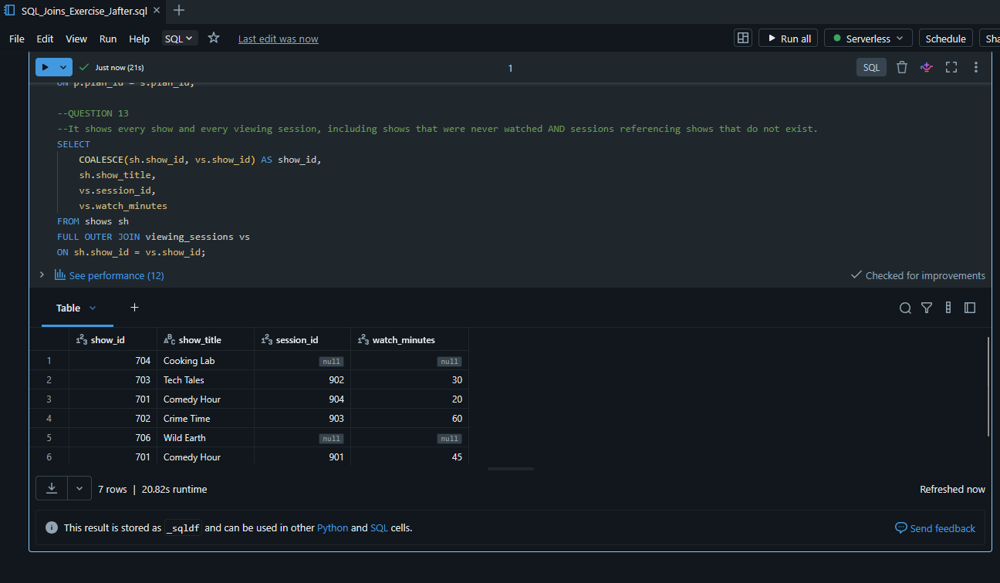 SQL_Joins_Exercise_Jafter.sql
File Edit View Run Help SQL Last edit was now Run all Serverless Schedule Sha
Just now (21s) 1 SQL
ON p.plan_id = s.plan_id;
--QUESTION 13
--It shows every show and every viewing session, including shows that were never watched AND sessions referencing shows that do not exist.
SELECT
COALESCE(sh.show_id, vs.show_id) AS show_id,
sh.show_title,
vs.session_id,
vs.watch_minutes
FROM shows sh
FULL OUTER JOIN viewing_sessions vs
ON sh.show_id = vs.show_id;
See performance (12) Checked for improvements
Table
show_id show_title session_id watch_minutes
1 704 Cooking Lab null null
2 703 Tech Tales 902 30
3 701 Comedy Hour 904 20
4 702 Crime Time 903 60
5 706 Wild Earth null null
6 701 Comedy Hour 901 45
7 rows | 20.82s runtime Refreshed now
This result is stored as _sqldf and can be used in other Python and SQL cells. Send feedback